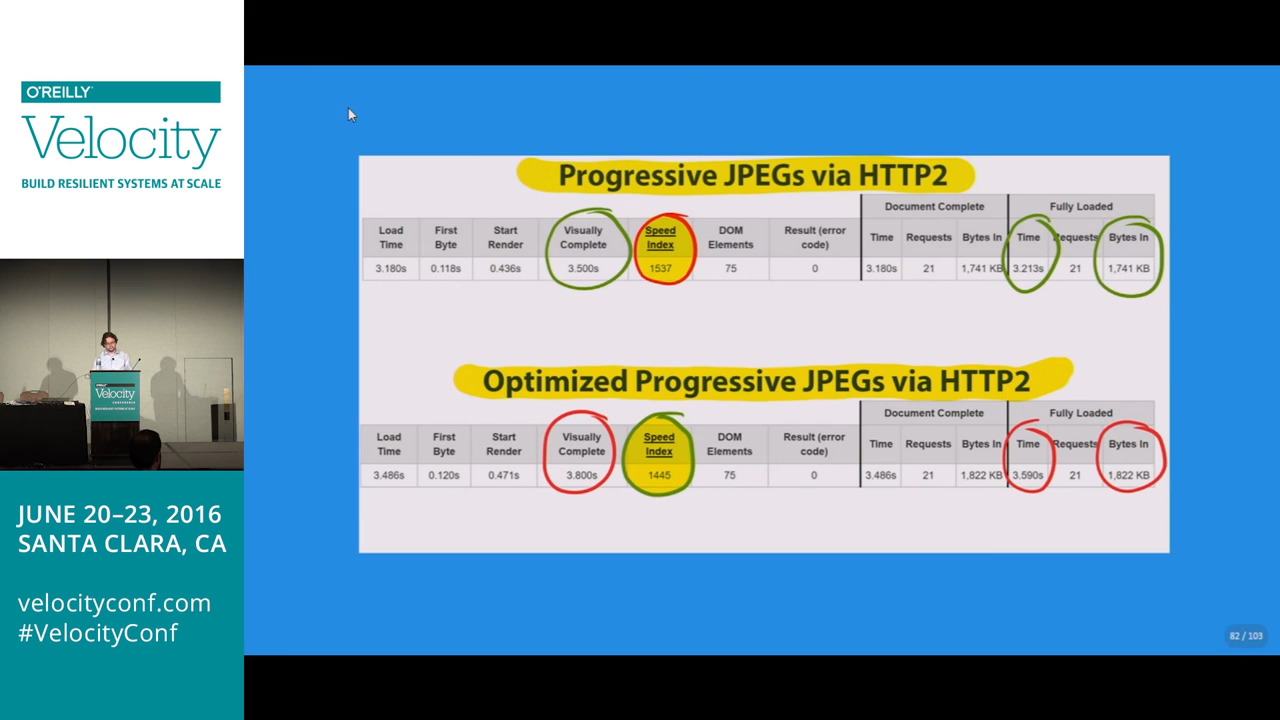 O'REILLY
Velocity
BUILD RESILIENT SYSTEMS AT SCALE
Velocity
JUNE 20–23, 2016
SANTA CLARA, CA
velocityconf.com
#VelocityConf
Progressive JPEGs via HTTP2
Document Complete Fully Loaded
Load Time First Byte Start Render Visually Complete Speed Index DOM Elements Result (error code) Time Requests Bytes In Time Requests Bytes In
3.180s 0.118s 0.436s 3.500s 1537 75 0 3.180s 21 1,741 KB 3.213s 21 1,741 KB
Optimized Progressive JPEGs via HTTP2
Document Complete Fully Loaded
Load Time First Byte Start Render Visually Complete Speed Index DOM Elements Result (error code) Time Requests Bytes In Time Requests Bytes In
3.486s 0.120s 0.471s 3.800s 1445 75 0 3.486s 21 1,822 KB 3.590s 21 1,822 KB
82 / 103